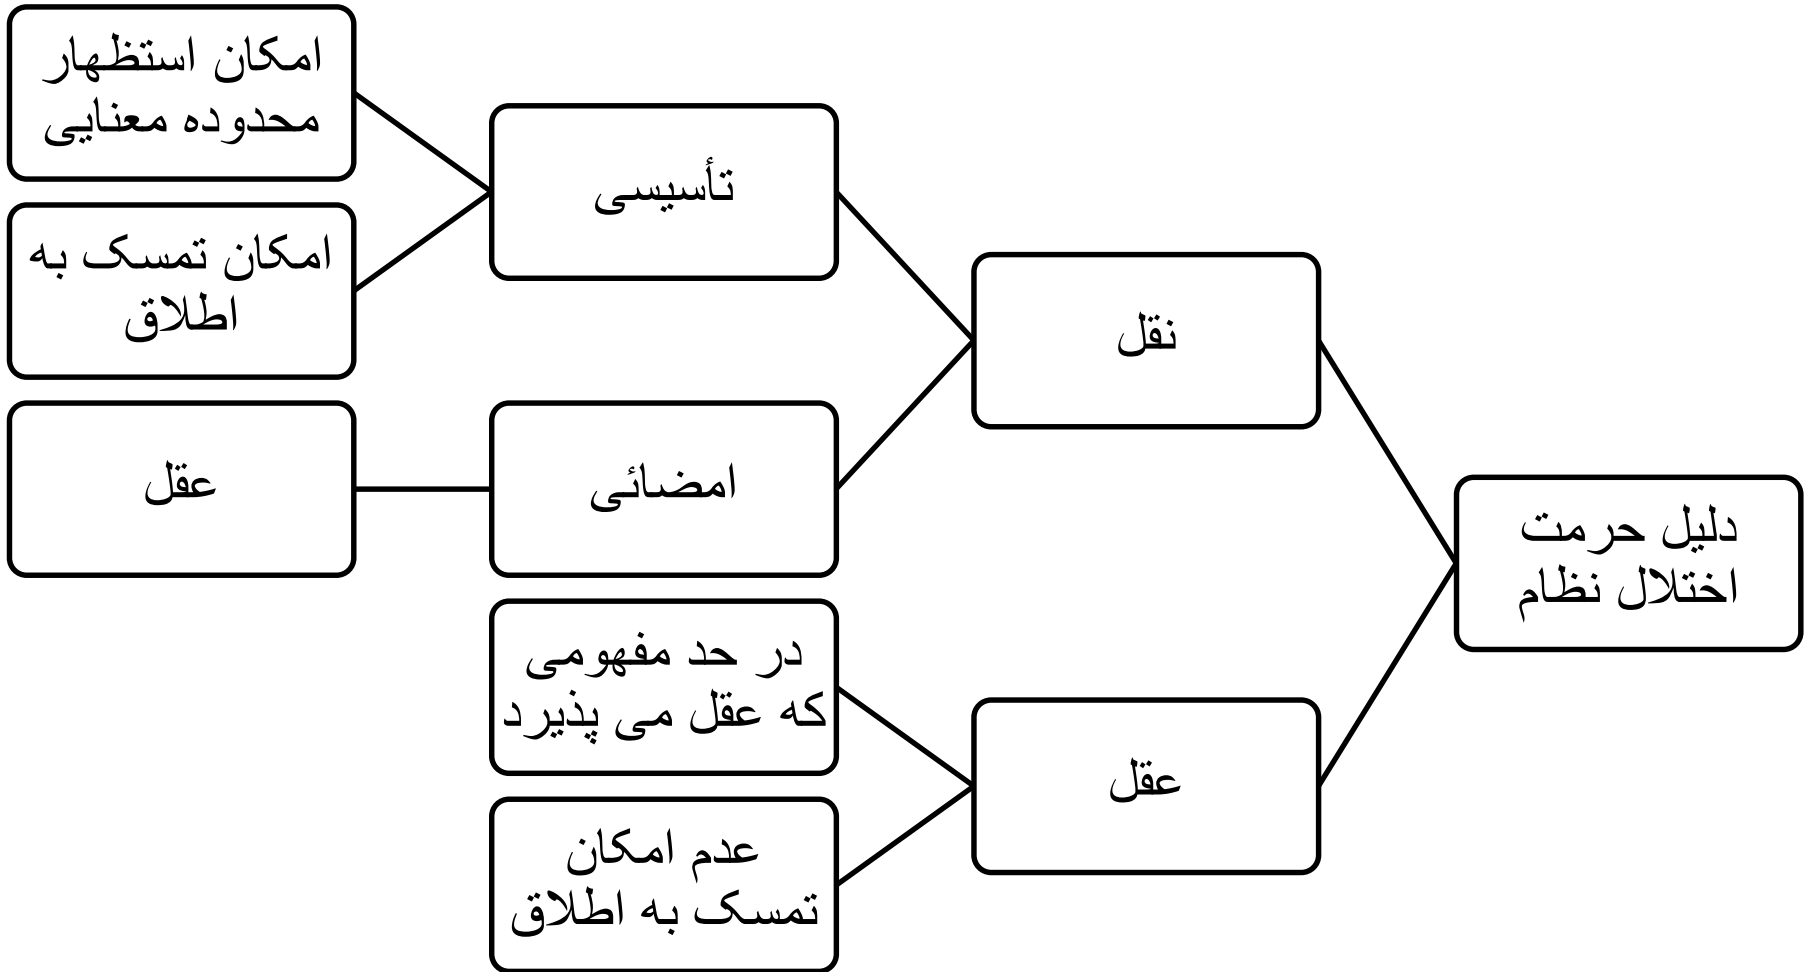 دلیل حرمت
اختلال نظام
نقل
تأسیسی
امکان استظهار
محدوده معنایی
امکان تمسک به
اطلاق
امضائی
عقل
عقل
در حد مفهومی
که عقل می پذیرد
عدم امکان
تمسک به اطلاق